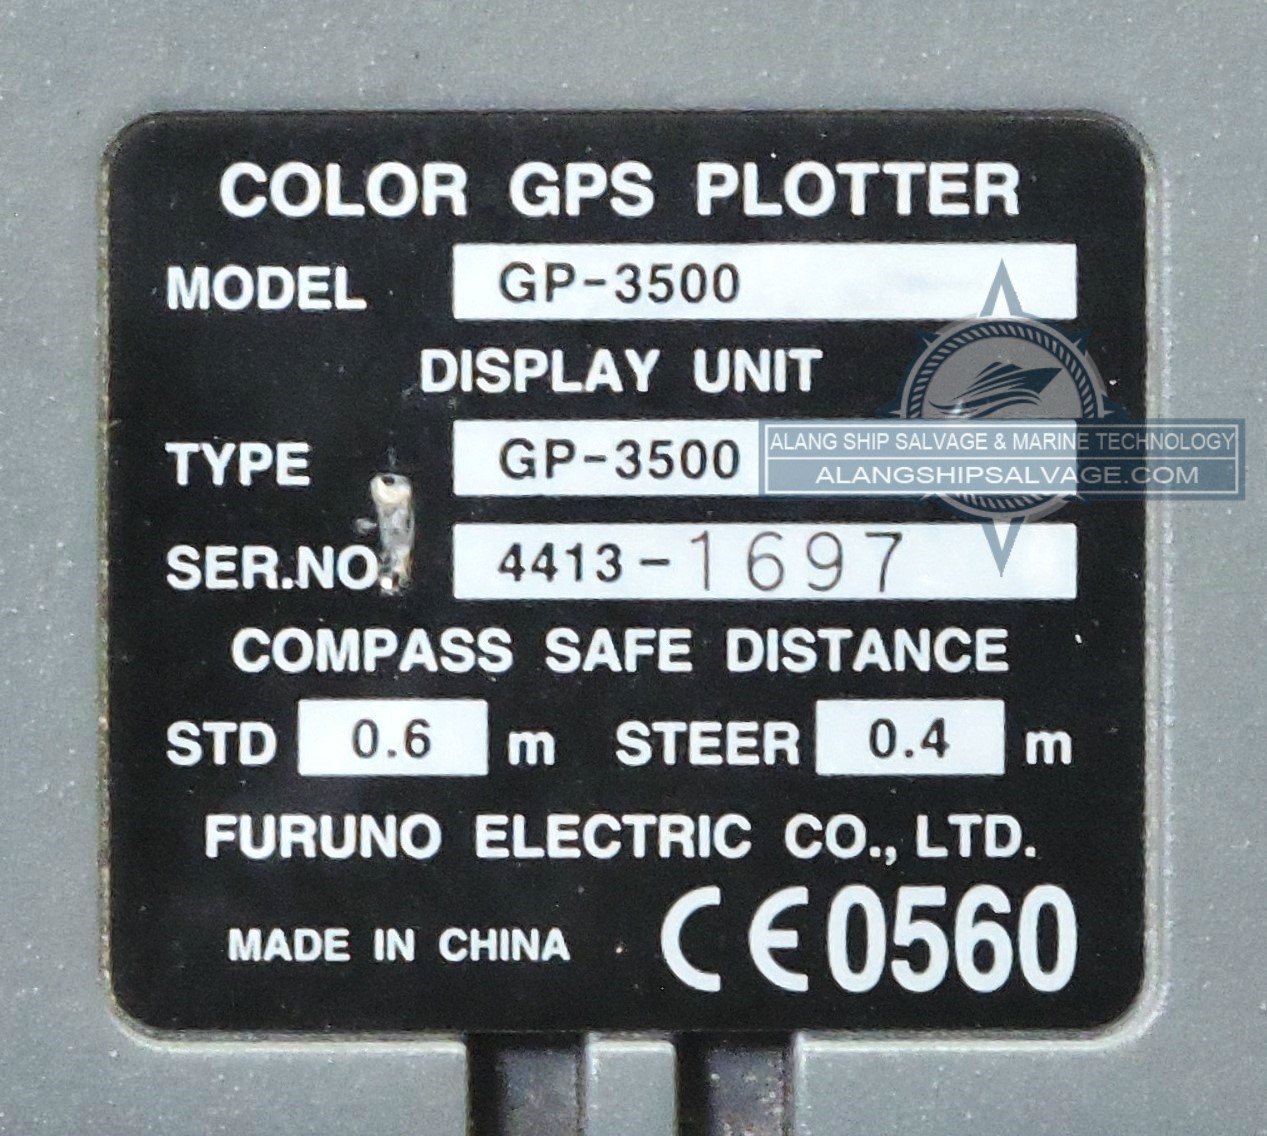 COLOR GPS PLOTTER
MODEL GP-3500
DISPLAY UNIT
TYPE GP-3500
ALANG SHIP SALVAGE & MARINE TECHNOLOGY
ALANGSHIPSALVAGE.COM
SER.NO. 4413-1697
COMPASS SAFE DISTANCE
STD 0.6 m STEER 0.4 m
FURUNO ELECTRIC CO., LTD.
MADE IN CHINA CE0560